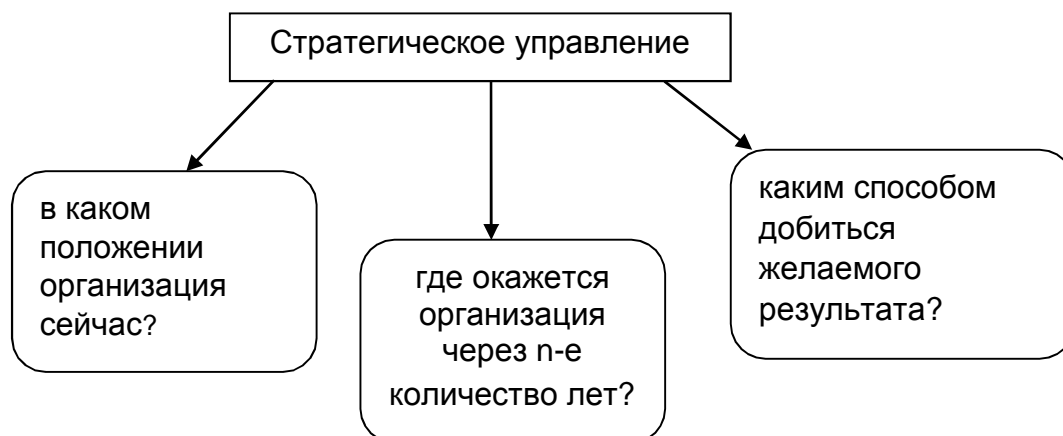 Стратегическое управление
в каком
положении
организация
сейчас?
где окажется
организация
через n-е
количество лет?
каким способом
добиться
желаемого
результата?